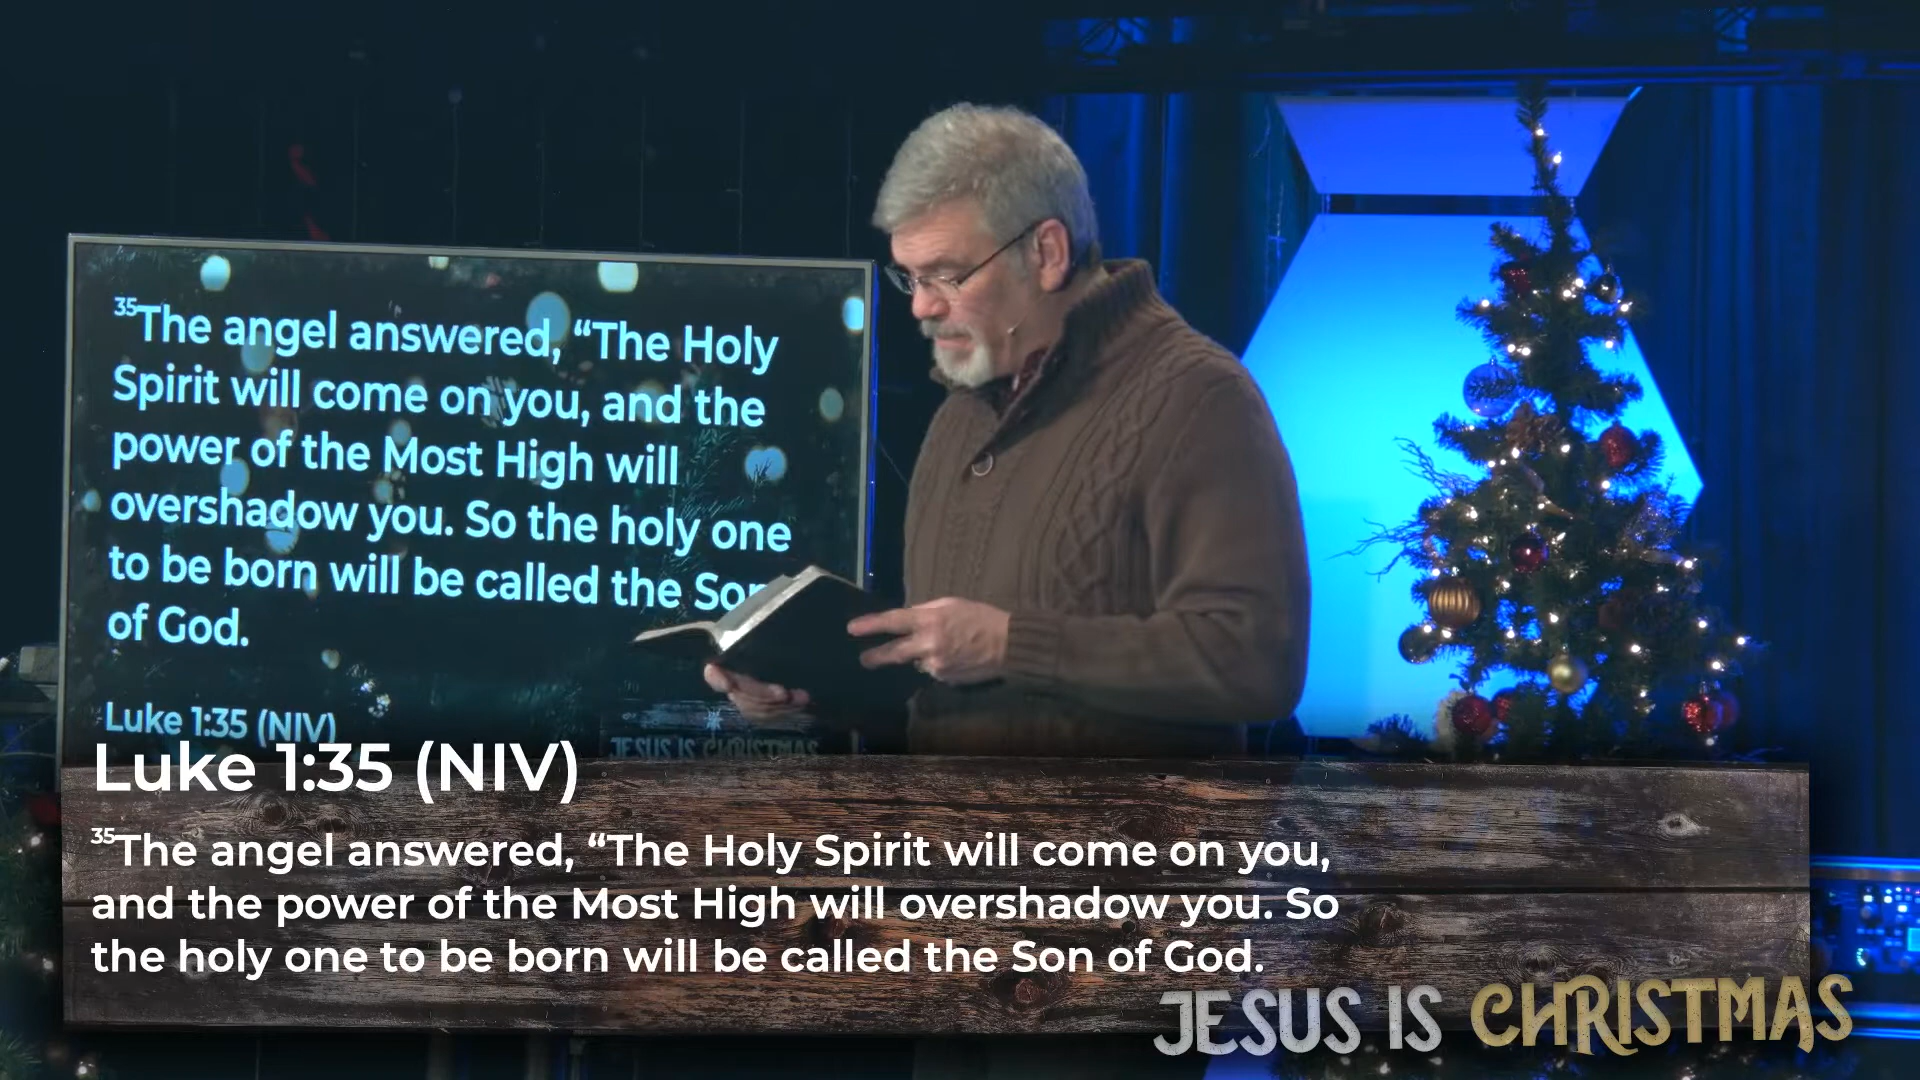 35The angel answered, “The Holy
Spirit will come on you, and the
power of the Most High will
overshadow you. So the holy one
to be born will be called the Son
of God.
Luke 1:35 (NIV)
JESUS IS CHRISTMAS
Luke 1:35 (NIV)
35The angel answered, “The Holy Spirit will come on you,
and the power of the Most High will overshadow you. So
the holy one to be born will be called the Son of God.
JESUS IS CHRISTMAS